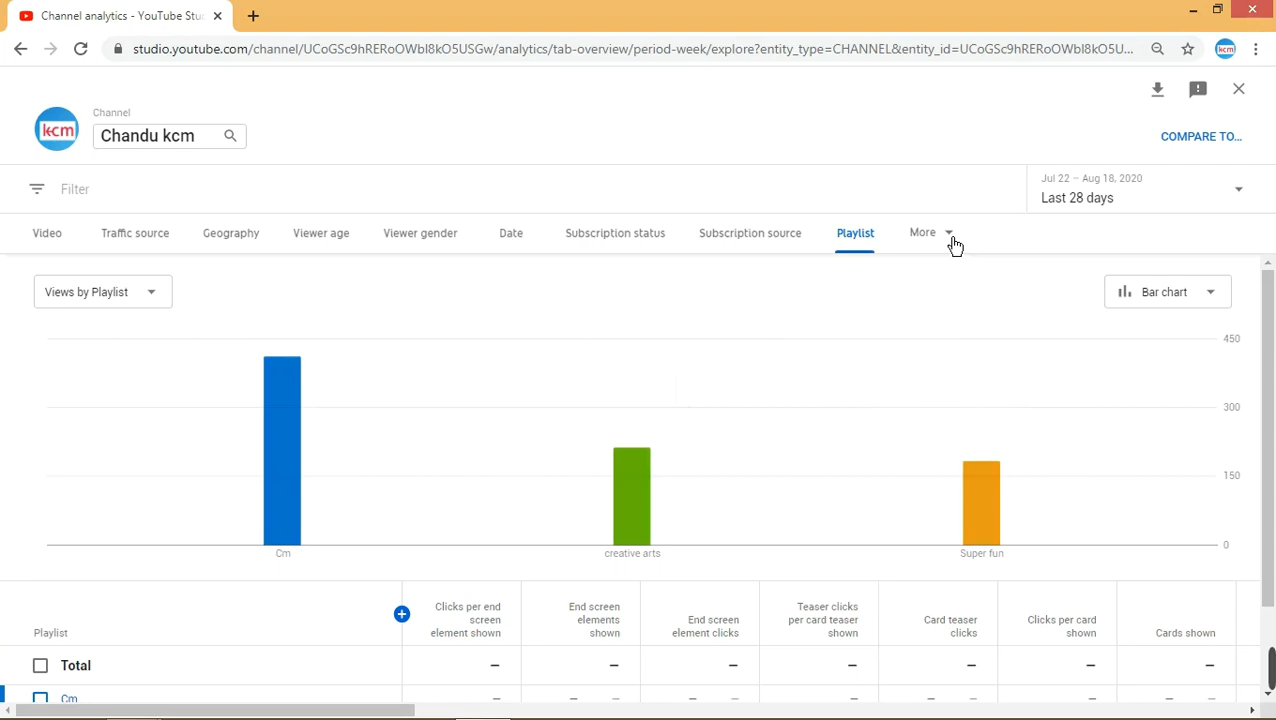 Channel analytics - YouTube Stu
studio.youtube.com/channel/UCoGSc9hRERoOWbI8kO5USGw/analytics/tab-overview/period-week/explore?entity_type=CHANNEL&entity_id=UCoGSc9hRERoOWbI8kO5U...
kcm
kcm
Channel
Chandu kcm
COMPARE TO...
Filter
Jul 22 – Aug 18, 2020
Last 28 days
Video Traffic source Geography Viewer age Viewer gender Date Subscription status Subscription source Playlist More
Views by Playlist
Bar chart
450
300
150
0
Cm creative arts Super fun
Playlist
Clicks per end
screen
element shown
End screen
elements
shown
End screen
element clicks
Teaser clicks
per card teaser
shown
Card teaser
clicks
Clicks per card
shown
Cards shown
Total – – – – – – –
Cm – – – – – – – – – – –